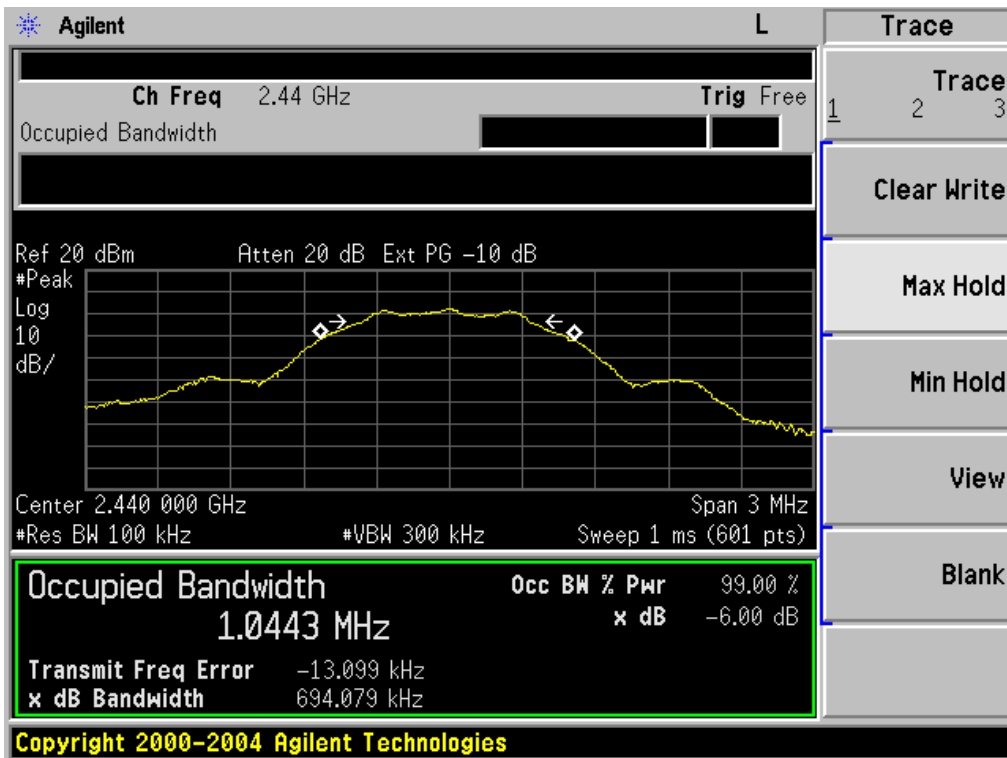 Agilent L
Ch Freq 2.44 GHz Trig Free
Occupied Bandwidth
Ref 20 dBm Atten 20 dB Ext PG −10 dB
#Peak
Log
10
dB/
Center 2.440 000 GHz Span 3 MHz
#Res BW 100 kHz #VBW 300 kHz Sweep 1 ms (601 pts)
Occupied Bandwidth
1.0443 MHz
Occ BW % Pwr 99.00 %
x dB −6.00 dB
Transmit Freq Error −13.099 kHz
x dB Bandwidth 694.079 kHz
Copyright 2000−2004 Agilent Technologies
Trace
Trace
1 2 3
Clear Write
Max Hold
Min Hold
View
Blank